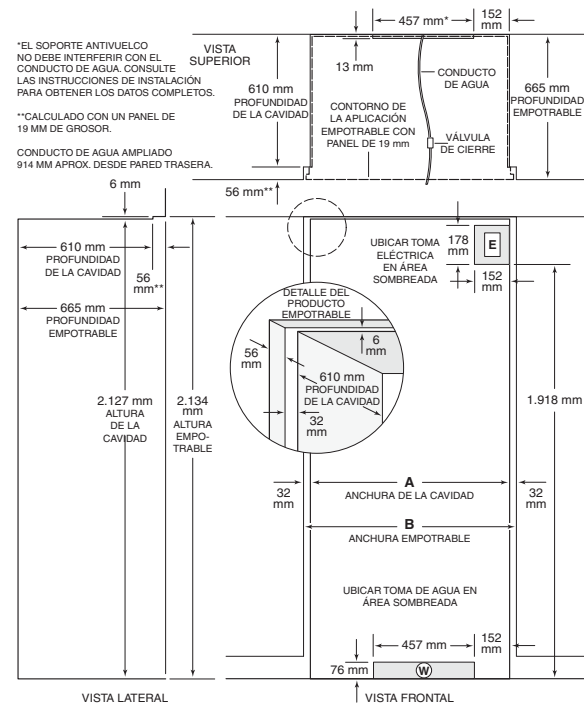 *EL SOPORTE ANTIVUELCO
NO DEBE INTERFERIR CON EL
CONDUCTO DE AGUA. CONSULTE
LAS INSTRUCCIONES DE INSTALACIÓN
PARA OBTENER LOS DATOS COMPLETOS.
**CALCULADO CON UN PANEL DE
19 MM DE GROSOR.
CONDUCTO DE AGUA AMPLIADO
914 MM APROX. DESDE PARED TRASERA.
VISTA
SUPERIOR
457 mm*
152
mm
13 mm
610 mm
PROFUNDIDAD
DE LA CAVIDAD
CONDUCTO
DE AGUA
665 mm
PROFUNDIDAD
EMPOTRABLE
CONTORNO DE
LA APLICACIÓN
EMPOTRABLE CON
PANEL DE 19 mm
VÁLVULA
DE CIERRE
56 mm**
6 mm
610 mm
PROFUNDIDAD
DE LA CAVIDAD
56
mm**
665 mm
PROFUNDIDAD
EMPOTRABLE
2.127 mm
ALTURA
DE LA
CAVIDAD
2.134
mm
ALTURA
EMPO-
TRABLE
VISTA LATERAL
UBICAR TOMA
ELÉCTRICA
EN ÁREA
SOMBREADA
178
mm
E
152
mm
DETALLE DEL
PRODUCTO
EMPOTRABLE
6
mm
56
mm
610 mm
PROFUNDIDAD
DE LA CAVIDAD
32
mm
1.918 mm
32
mm
A
ANCHURA DE LA CAVIDAD
32
mm
B
ANCHURA EMPOTRABLE
UBICAR TOMA DE AGUA EN
ÁREA SOMBREADA
457 mm
152
mm
76 mm
W
VISTA FRONTAL